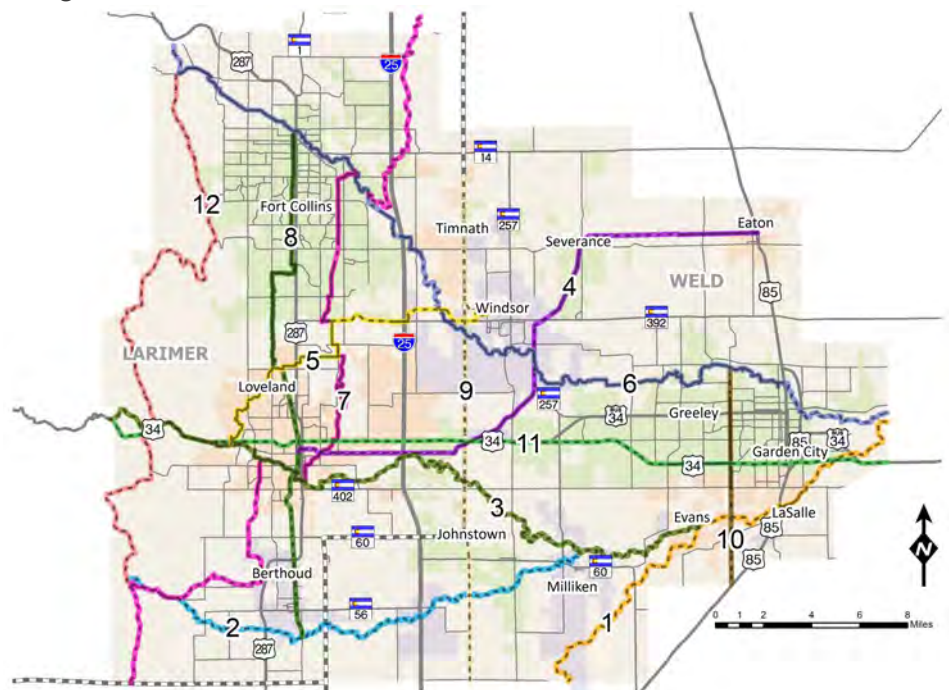 287
1
25
14
12
Fort Collins
8
Timnath
257
Severance
Eaton
4
WELD
85
Windsor
392
287
25
LARIMER
5
Loveland
7
9
257
6
34
Greeley
34
34
11
85
34
Garden City
34
402
3
Evans
LaSalle
85
10
60
Johnstown
60
85
Milliken
Berthoud
56
1
2
287
N
0 1 2 4 6 8
Miles